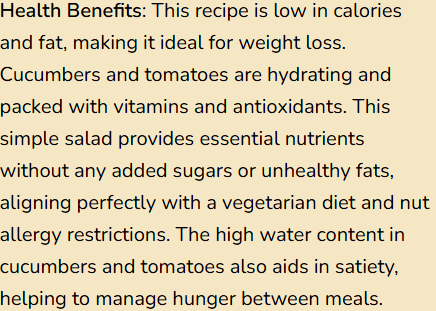 Health Benefits: This recipe is low in calories
and fat, making it ideal for weight loss.
Cucumbers and tomatoes are hydrating and
packed with vitamins and antioxidants. This
simple salad provides essential nutrients
without any added sugars or unhealthy fats,
aligning perfectly with a vegetarian diet and nut
allergy restrictions. The high water content in
cucumbers and tomatoes also aids in satiety,
helping to manage hunger between meals.